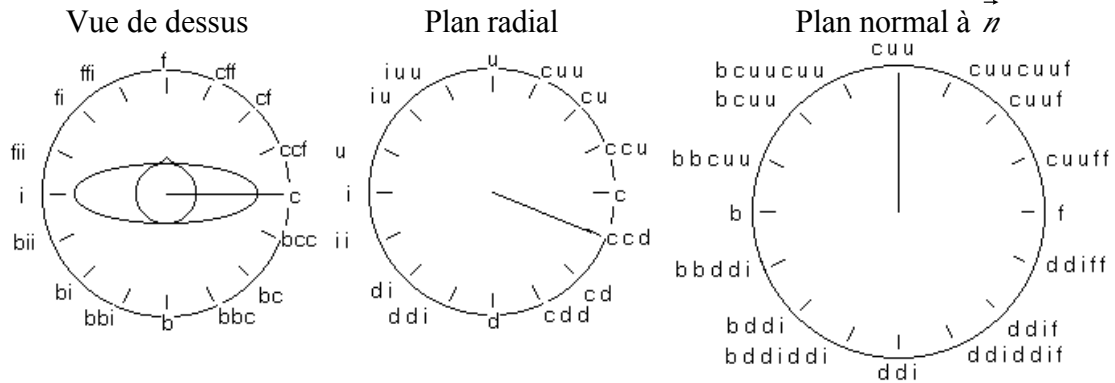 Vue de dessus
Plan radial
Plan normal à n
f
ffi
cff
fi
cf
fii
ccf
i
c
bii
bcc
bi
bc
bbi
bbc
b
u
iuu
cuu
iu
cu
u
ccu
i
c
ii
ccd
di
cd
ddi
cdd
d
cuu
bcuucuu
cuucuuf
bcuu
cuuf
bbcuu
cuuff
b
f
bbddi
ddiff
bddi
ddif
bddiddi
ddiddif
ddi